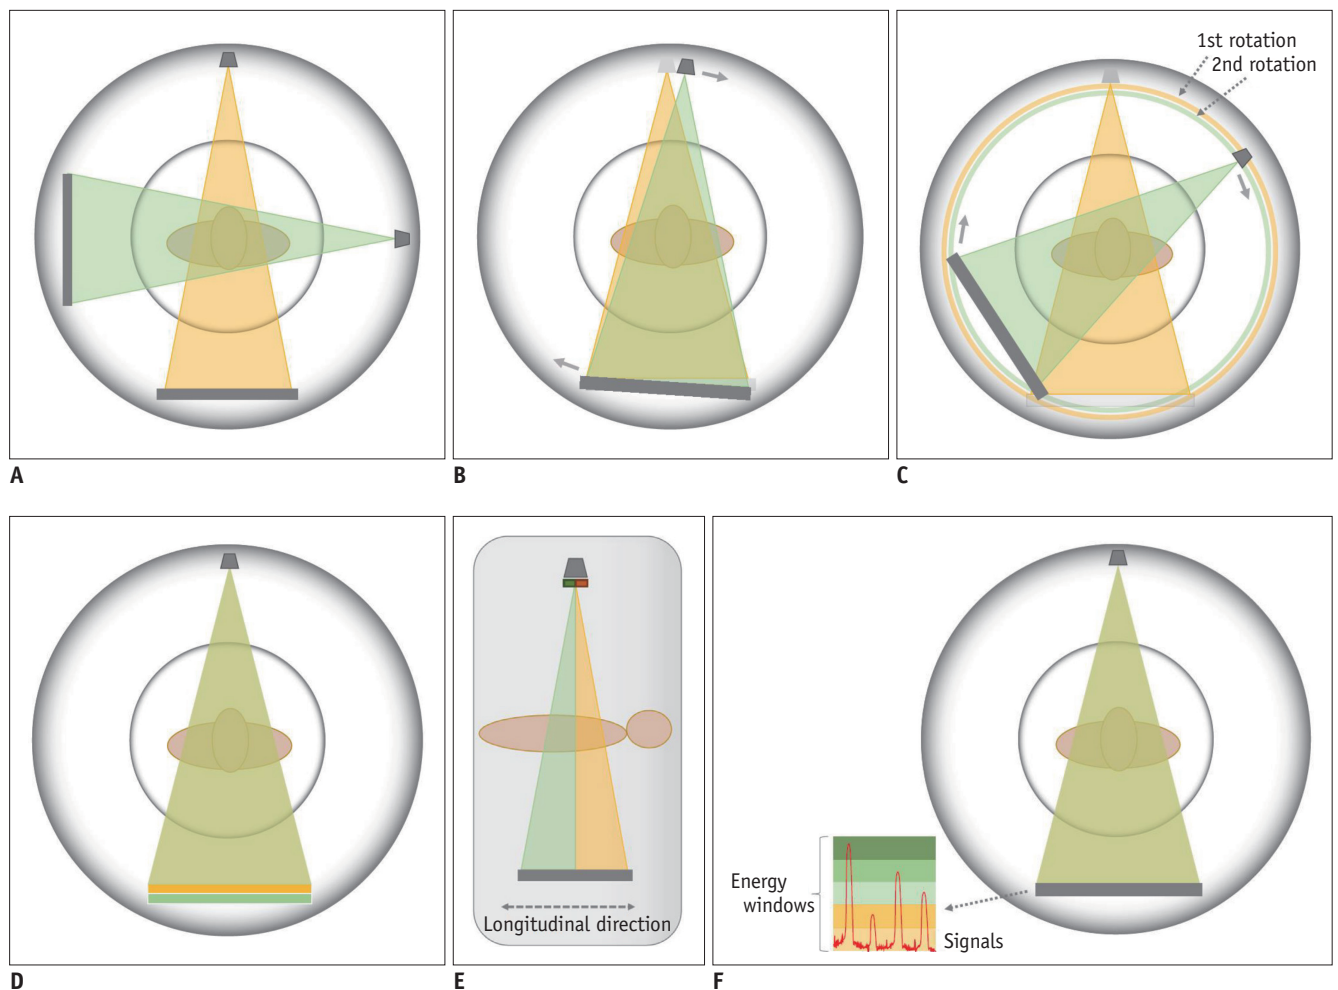 1st rotation
2nd rotation
A
B
C
Longitudinal direction
Energy
windows
Signals
D
E
F